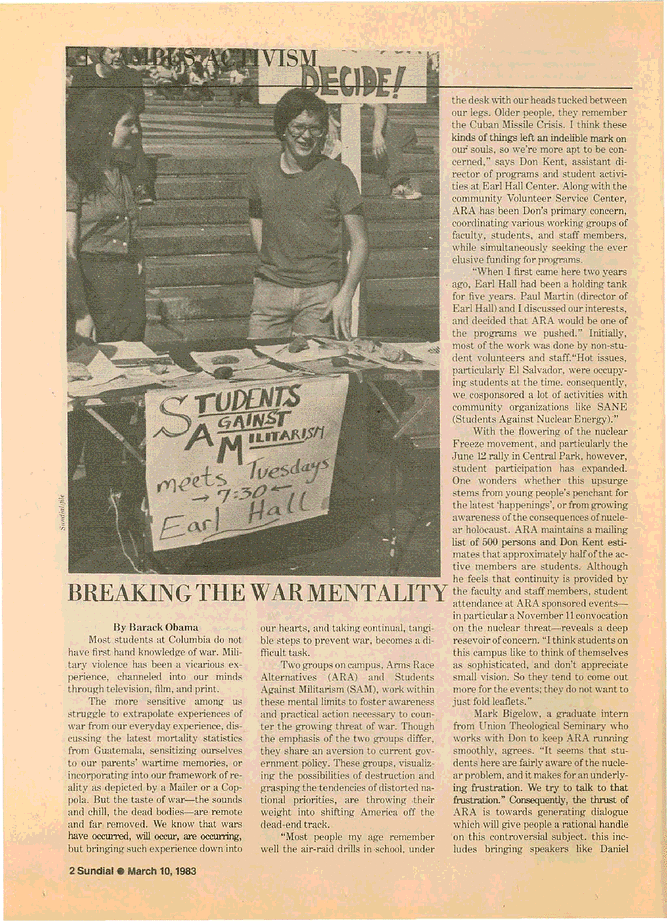 CAMPUS ACTIVISM
DECIDE!
STUDENTS
AGAINST
MILITARISM
meets Tuesdays
→ 7:30 ←
Earl Hall
Sundial file
BREAKING THE WAR MENTALITY
By Barack Obama
Most students at Columbia do not
have first hand knowledge of war. Mili-
tary violence has been a vicarious ex-
perience, channeled into our minds
through television, film, and print.
The more sensitive among us
struggle to extrapolate experiences of
war from our everyday experience, dis-
cussing the latest mortality statistics
from Guatemala, sensitizing ourselves
to our parents' wartime memories, or
incorporating into our framework of re-
ality as depicted by a Mailer or a Cop-
pola. But the taste of war—the sounds
and chill, the dead bodies—are remote
and far removed. We know that wars
have occurred, will occur, are occurring,
but bringing such experience down into
our hearts, and taking continual, tangi-
ble steps to prevent war, becomes a dif-
ficult task.
Two groups on campus, Arms Race
Alternatives (ARA) and Students
Against Militarism (SAM), work within
these mental limits to foster awareness
and practical action necessary to coun-
ter the growing threat of war. Though
the emphasis of the two groups differ,
they share an aversion to current gov-
ernment policy. These groups, visualiz-
ing the possibilities of destruction and
grasping the tendencies of distorted na-
tional priorities, are throwing their
weight into shifting America off the
dead-end track.
"Most people my age remember
well the air-raid drills in school, under
the desk with our heads tucked between
our legs. Older people, they remember
the Cuban Missile Crisis. I think these
kinds of things left an indelible mark on
our souls, so we're more apt to be con-
cerned," says Don Kent, assistant di-
rector of programs and student activi-
ties at Earl Hall Center. Along with the
community Volunteer Service Center,
ARA has been Don's primary concern,
coordinating various working groups of
faculty, students, and staff members,
while simultaneously seeking the ever
elusive funding for programs.
"When I first came here two years
ago, Earl Hall had been a holding tank
for five years. Paul Martin (director of
Earl Hall) and I discussed our interests,
and decided that ARA would be one of
the programs we pushed." Initially,
most of the work was done by non-stu-
dent volunteers and staff."Hot issues,
particularly El Salvador, were occupy-
ing students at the time. consequently,
we cosponsored a lot of activities with
community organizations like SANE
(Students Against Nuclear Energy)."
With the flowering of the nuclear
Freeze movement, and particularly the
June 12 rally in Central Park, however,
student participation has expanded.
One wonders whether this upsurge
stems from young people's penchant for
the latest 'happenings', or from growing
awareness of the consequences of nucle-
ar holocaust. ARA maintains a mailing
list of 500 persons and Don Kent esti-
mates that approximately half of the ac-
tive members are students. Although
he feels that continuity is provided by
the faculty and staff members, student
attendance at ARA sponsored events—
in particular a November 11 convocation
on the nuclear threat—reveals a deep
resevoir of concern. "I think students on
this campus like to think of themselves
as sophisticated, and don't appreciate
small vision. So they tend to come out
more for the events; they do not want to
just fold leaflets."
Mark Bigelow, a graduate intern
from Union Theological Seminary who
works with Don to keep ARA running
smoothly, agrees. "It seems that stu-
dents here are fairly aware of the nucle-
ar problem, and it makes for an underly-
ing frustration. We try to talk to that
frustration." Consequently, the thrust of
ARA is towards generating dialogue
which will give people a rational handle
on this controversial subject. this in-
cludes bringing speakers like Daniel
2 Sundial ● March 10, 1983